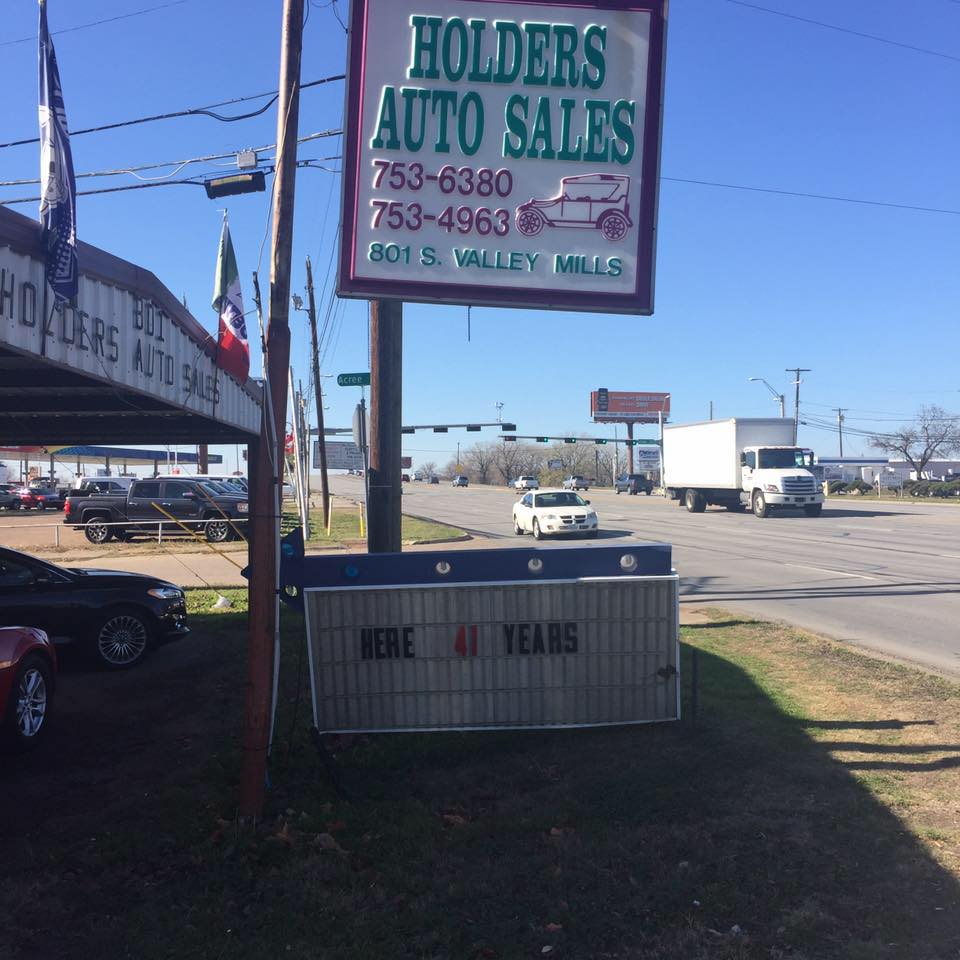 HOLDERS
AUTO SALES
753-6380
753-4963
801 S. VALLEY MILLS
801
HOLDERS AUTO SALES
Acree
HERE 41 YEARS